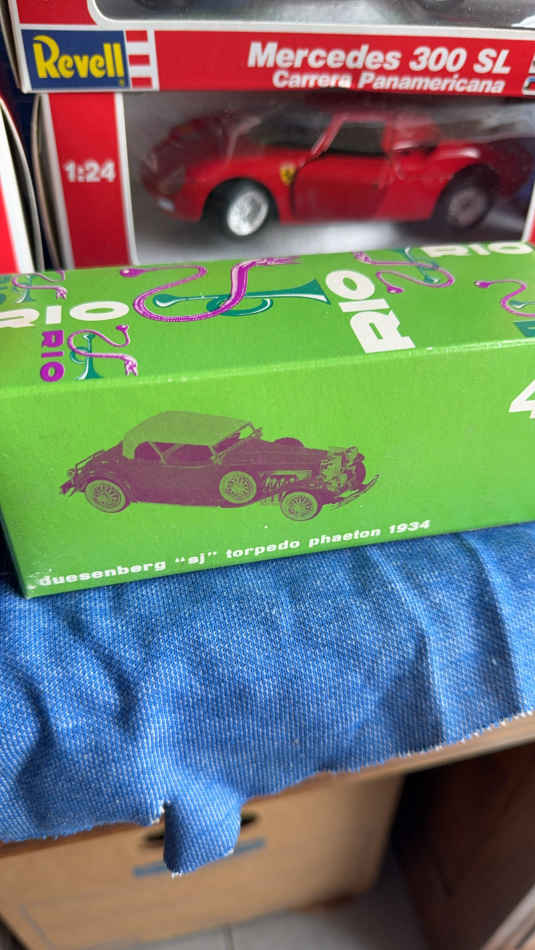 Revell
Mercedes 300 SL
Carrera Panamericana
1:24
RIO
RIO
RIO
RIO
4
duesenberg "sj" torpedo phaeton 1934